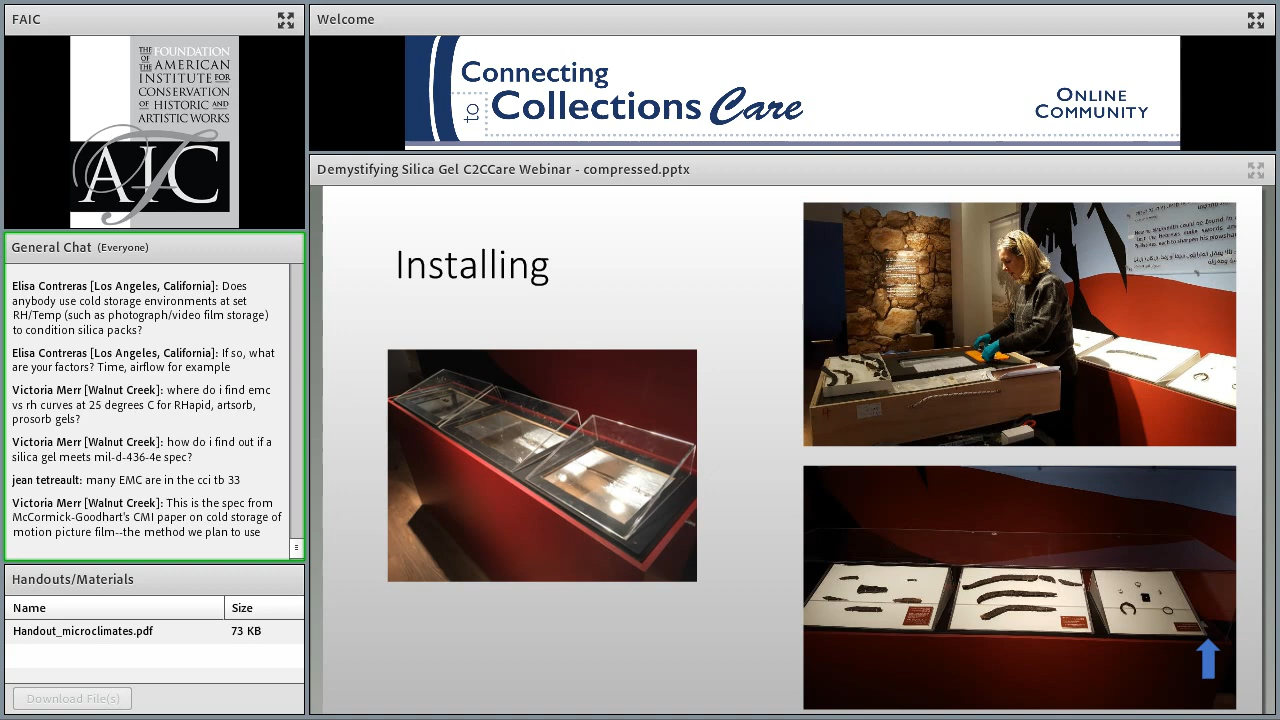 FAIC
THE FOUNDATION
OF THE AMERICAN
INSTITUTE FOR
CONSERVATION
OF HISTORIC AND
ARTISTIC WORKS
AIC
General Chat (Everyone)
Elisa Contreras [Los Angeles, California]: Does
anybody use cold storage environments at set
RH/Temp (such as photograph/video film storage)
to condition silica packs?
Elisa Contreras [Los Angeles, California]: If so, what
are your factors? Time, airflow for example
Victoria Merr [Walnut Creek]: where do i find emc
vs rh curves at 25 degrees C for RHapid, artsorb,
prosorb gels?
Victoria Merr [Walnut Creek]: how do i find out if a
silica gel meets mil-d-436-4e spec?
jean tetreault: many EMC are in the cci tb 33
Victoria Merr [Walnut Creek]: This is the spec from
McCormick-Goodhart's CMI paper on cold storage of
motion picture film--the method we plan to use
Handouts/Materials
Name Size
Handout_microclimates.pdf 73 KB
Download File(s)
Welcome
Connecting
to Collections Care
ONLINE
COMMUNITY
Demystifying Silica Gel C2CCare Webinar - compressed.pptx
Installing